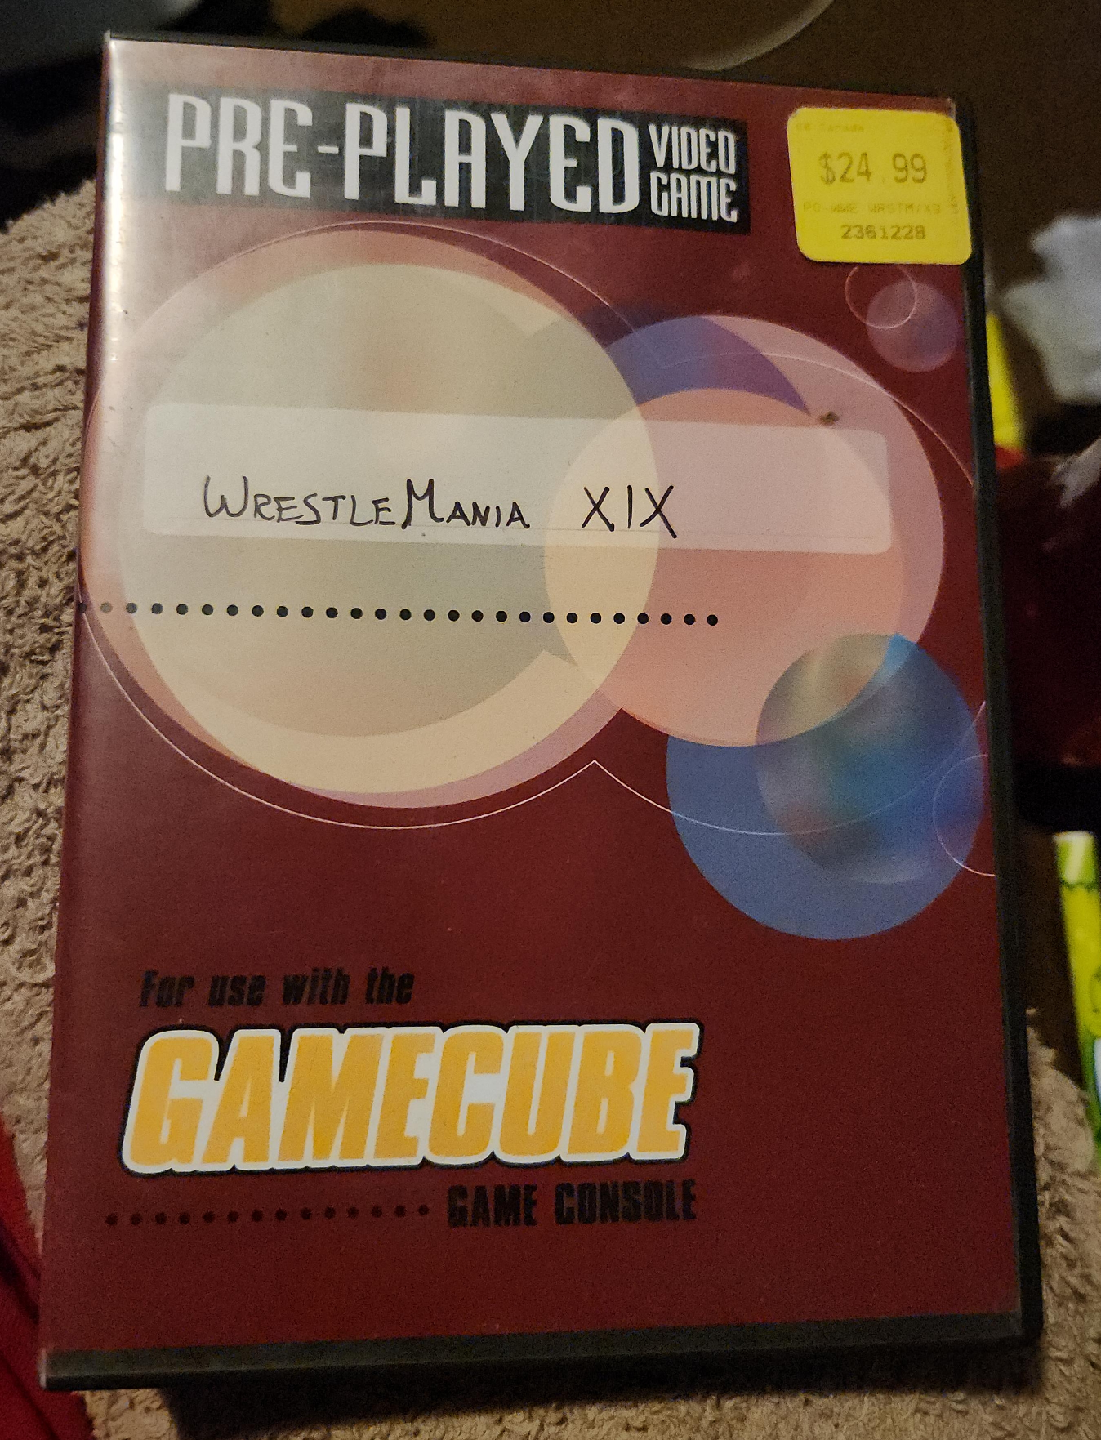 PRE-PLAYED VIDEO GAME
$24.99
2361228
WRESTLEMANIA XIX
For use with the
GAMECUBE
GAME CONSOLE